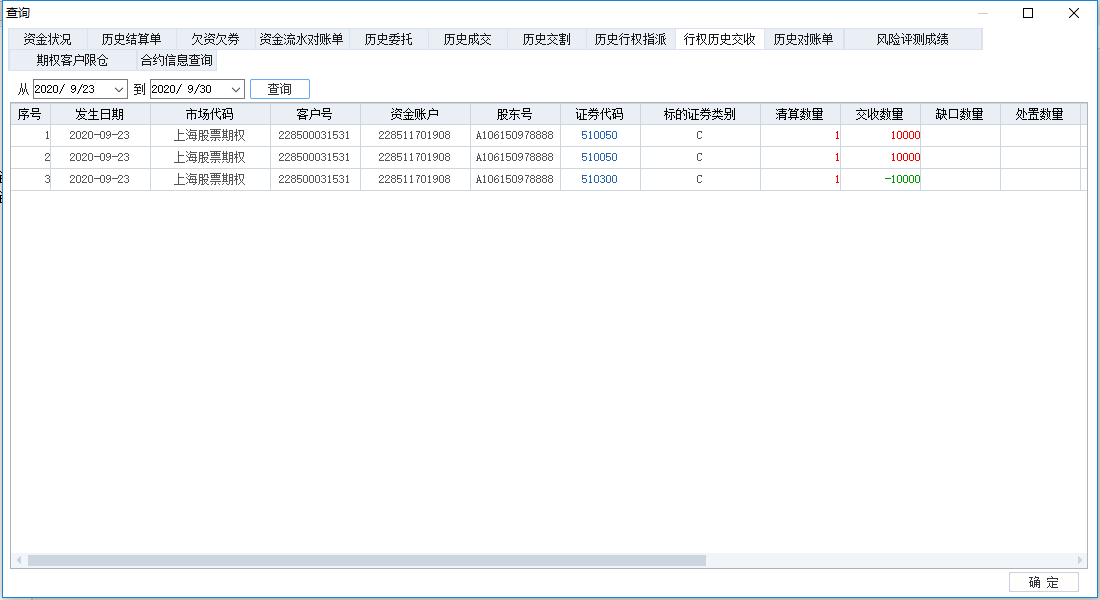 查询
资金状况 历史结算单 欠资欠券 资金流水对账单 历史委托 历史成交 历史交割 历史行权指派 行权历史交收 历史对账单 风险评测成绩
期权客户限仓 合约信息查询
从 2020/ 9/23 到 2020/ 9/30 查询
序号 发生日期 市场代码 客户号 资金账户 股东号 证券代码 标的证券类别 清算数量 交收数量 缺口数量 处置数量
1 2020-09-23 上海股票期权 228500031531 228511701908 A106150978888 510050 C 1 10000
2 2020-09-23 上海股票期权 228500031531 228511701908 A106150978888 510050 C 1 10000
3 2020-09-23 上海股票期权 228500031531 228511701908 A106150978888 510300 C 1 -10000
确 定